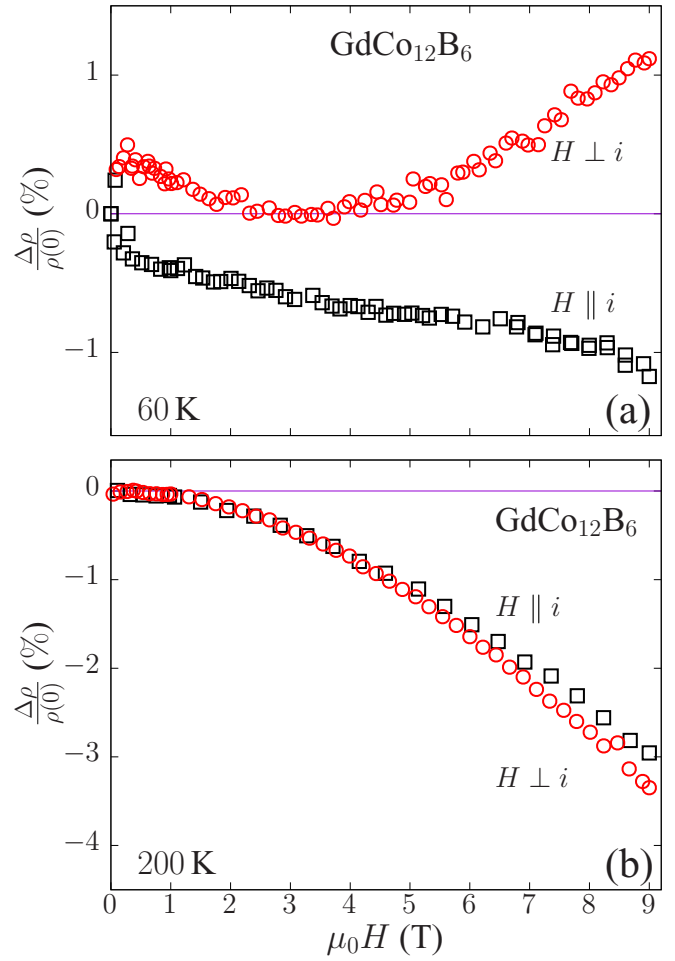 GdCo₁₂B₆
1
H ⊥ i
0
Δρ/ρ(0) (%)
H ∥ i
−1
60 K
(a)
0
GdCo₁₂B₆
−1
H ∥ i
−2
Δρ/ρ(0) (%)
−3
H ⊥ i
−4
200 K
(b)
0 1 2 3 4 5 6 7 8 9
μ₀H (T)